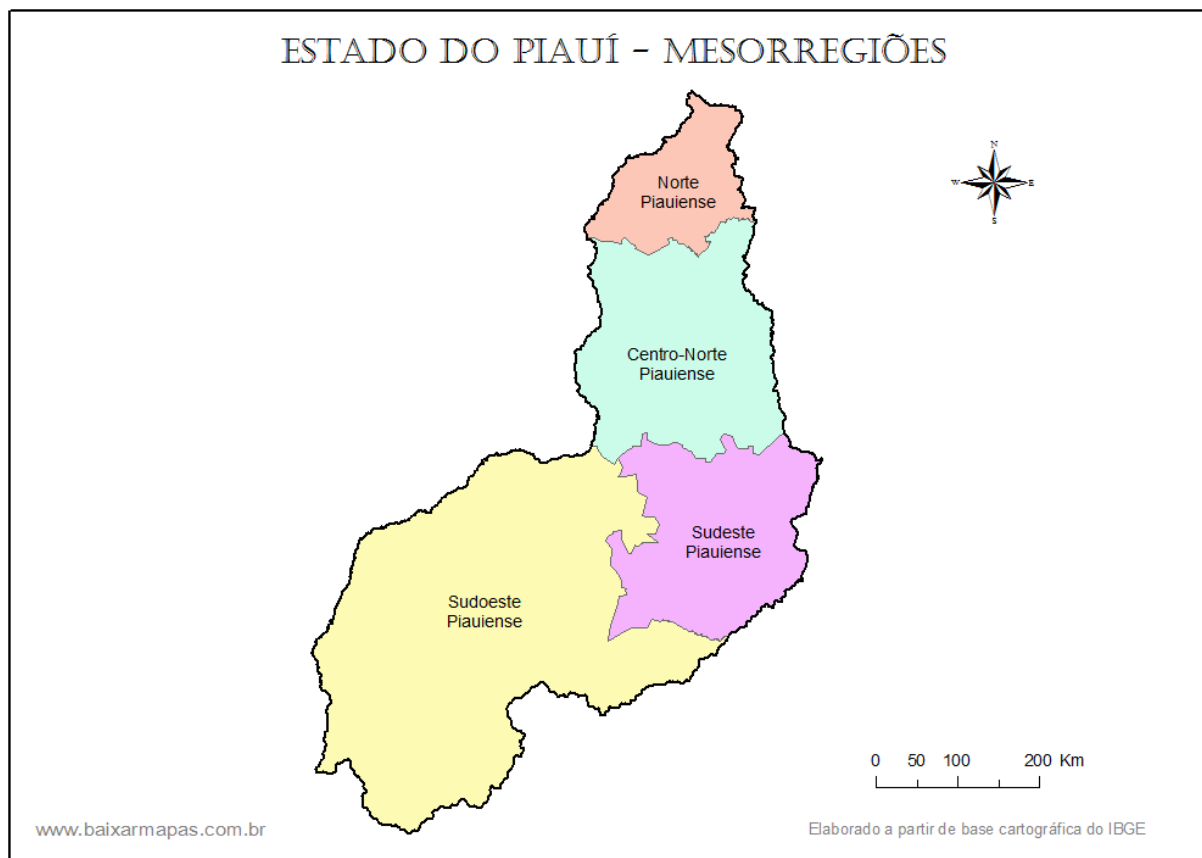 ESTADO DO PIAUÍ - MESORREGIÕES
N
W E
S
Norte
Piauiense
Centro-Norte
Piauiense
Sudeste
Piauiense
Sudoeste
Piauiense
0 50 100 200 Km
www.baixarmapas.com.br
Elaborado a partir de base cartográfica do IBGE